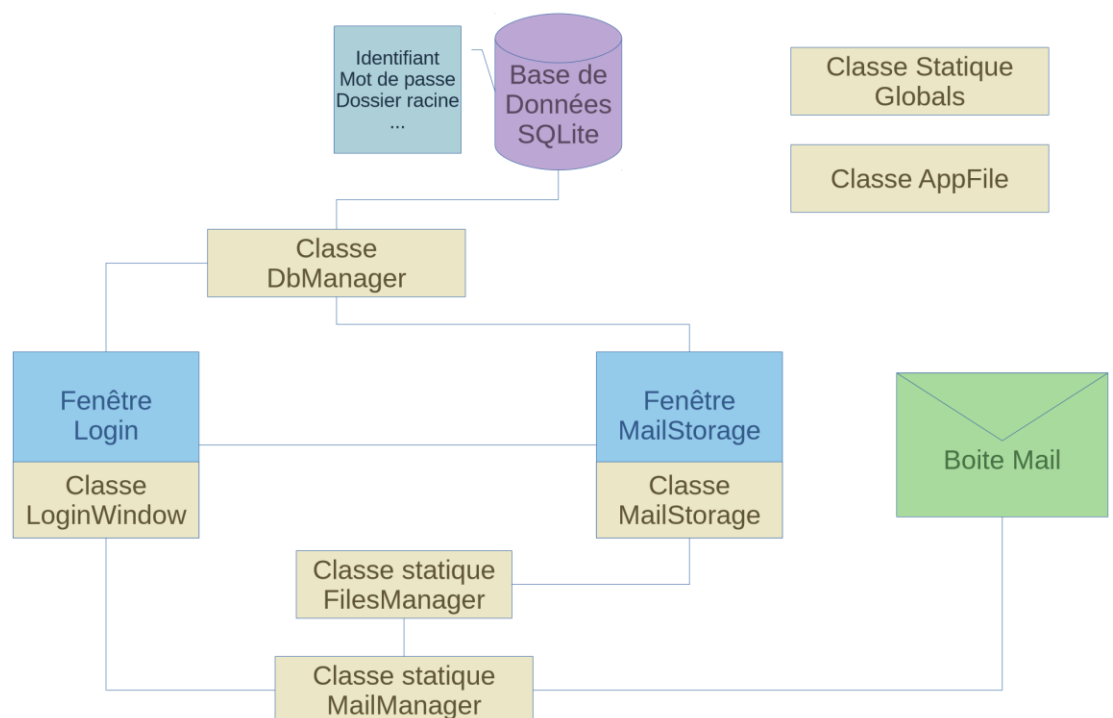 Identifiant
Mot de passe
Dossier racine
...
Base de
Données
SQLite
Classe Statique
Globals
Classe AppFile
Classe
DbManager
Fenêtre
Login
Classe
LoginWindow
Fenêtre
MailStorage
Classe
MailStorage
Boite Mail
Classe statique
FilesManager
Classe statique
MailManager